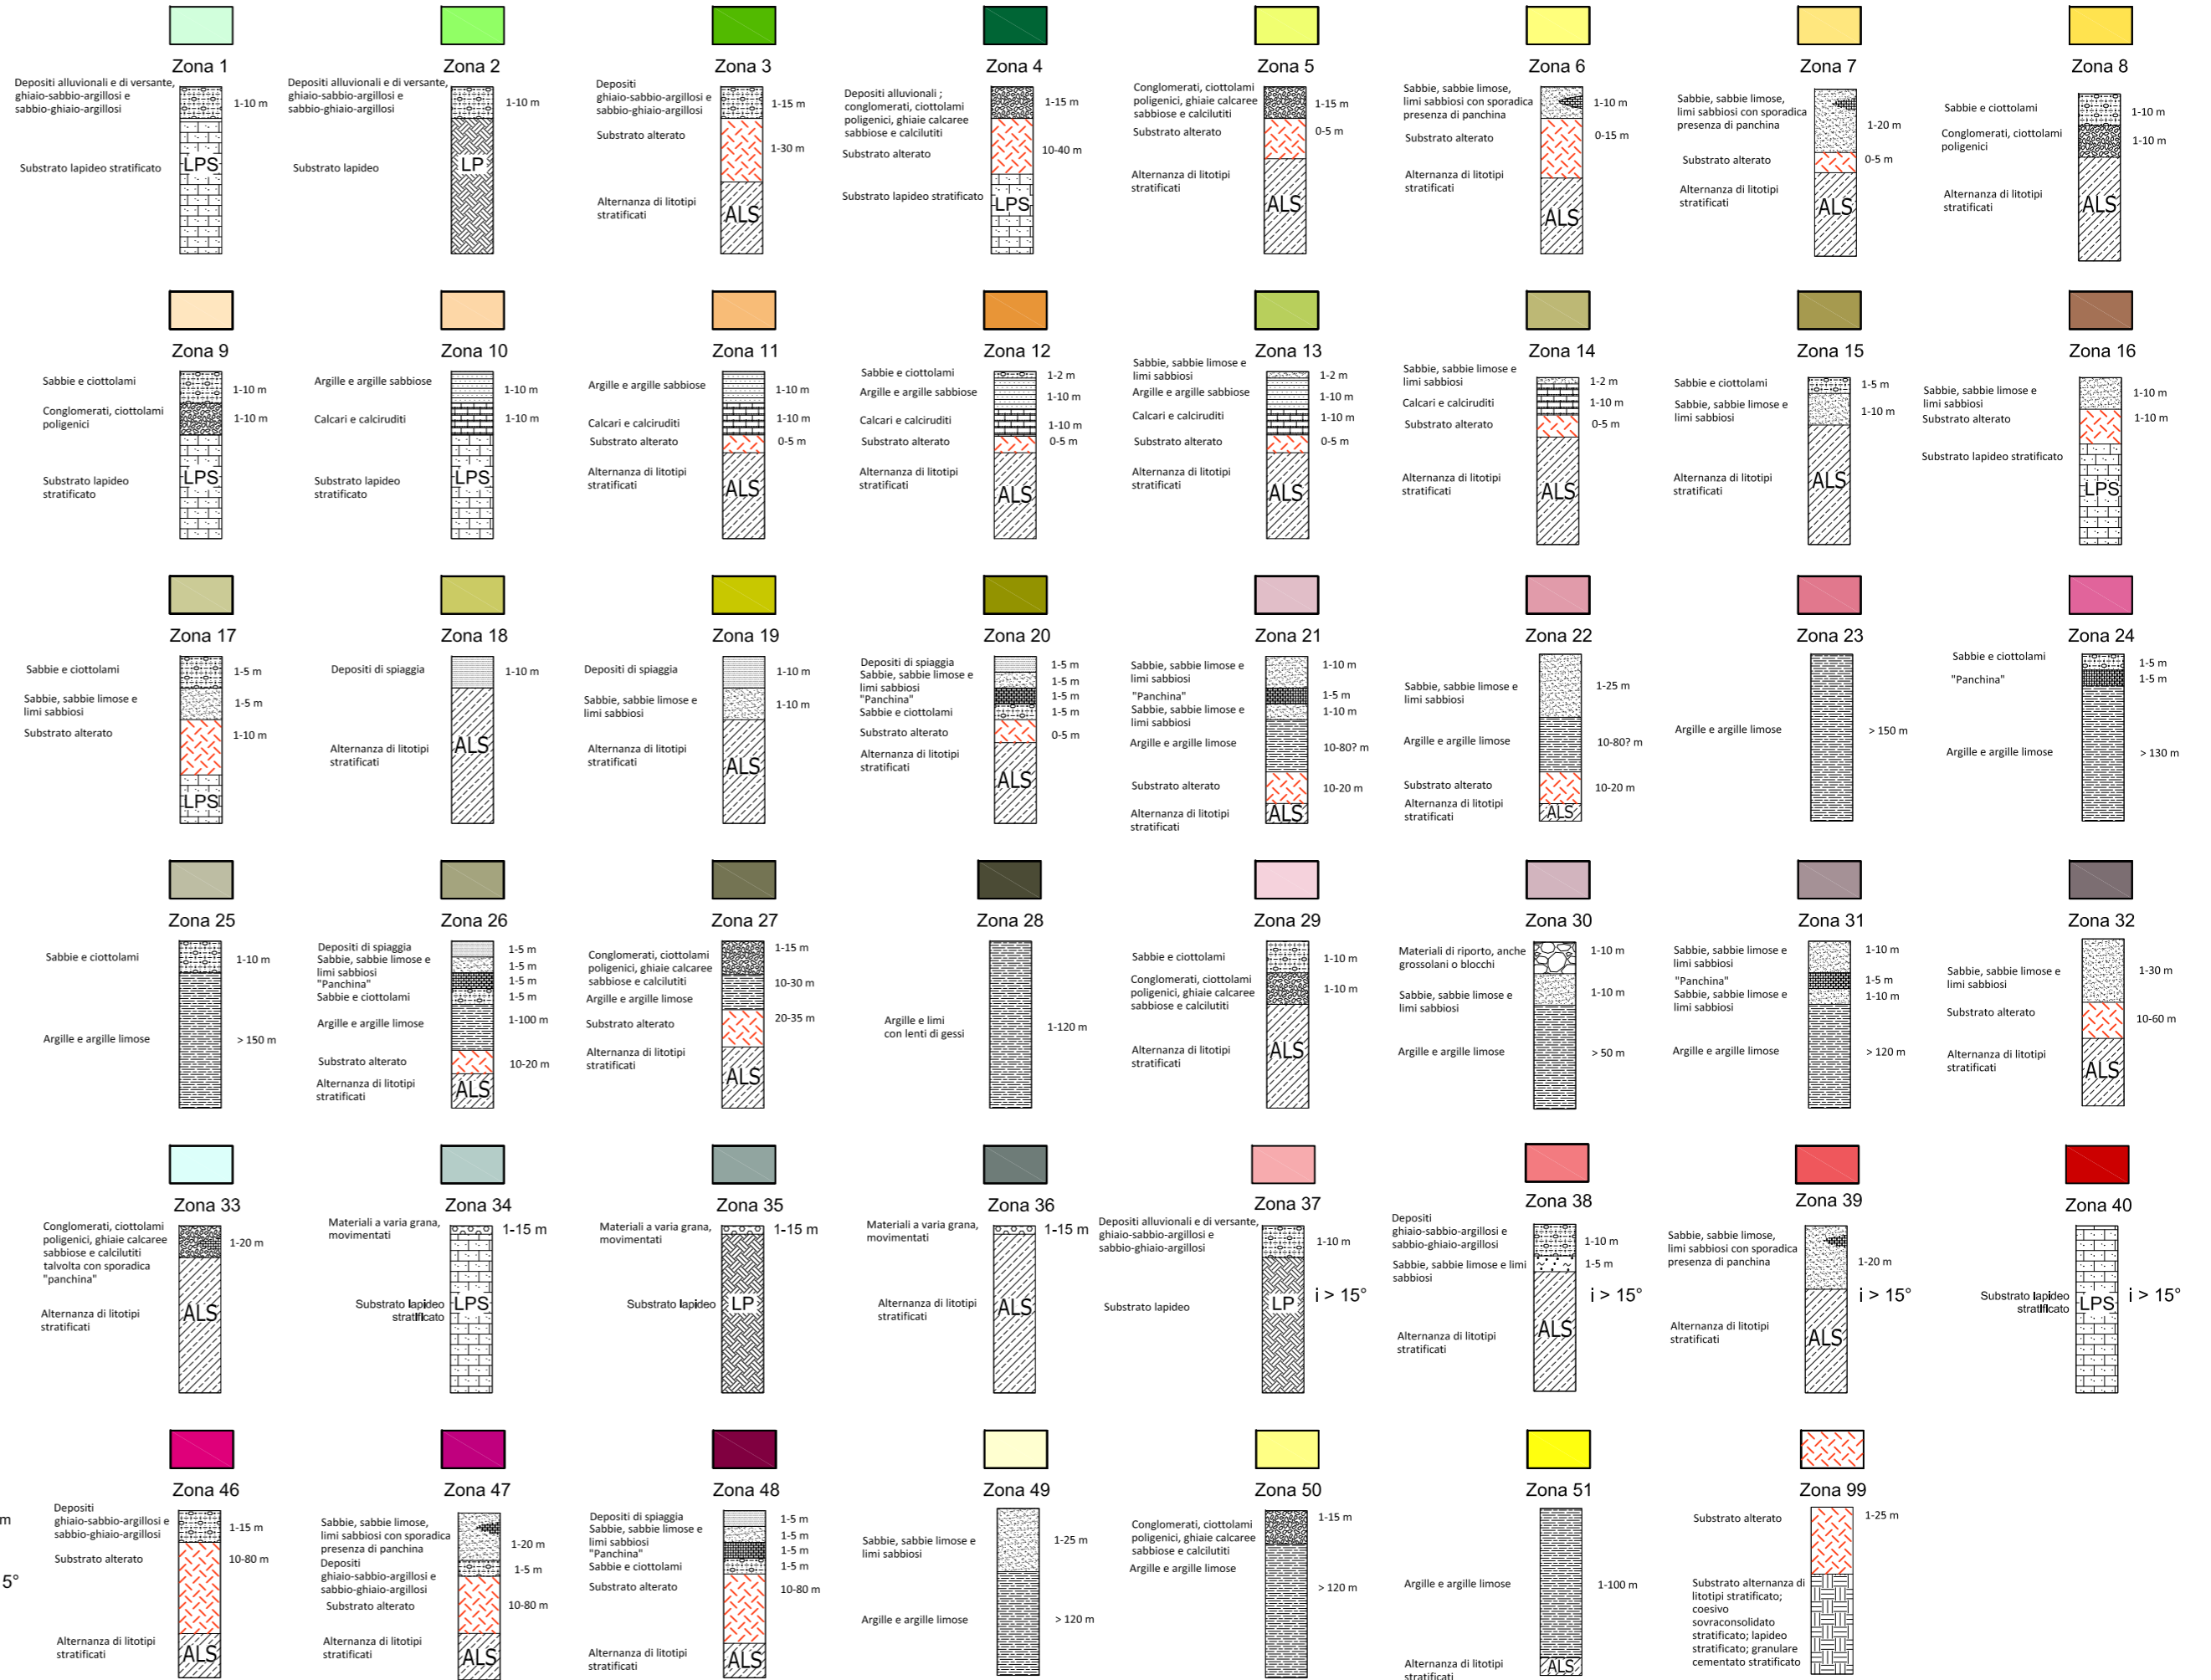 Zona 1
Depositi alluvionali e di versante,
ghiaio-sabbio-argillosi e
sabbio-ghiaio-argillosi
1-10 m
Substrato lapideo stratificato
LPS
Zona 2
Depositi alluvionali e di versante,
ghiaio-sabbio-argillosi e
sabbio-ghiaio-argillosi
1-10 m
Substrato lapideo
LP
Zona 3
Depositi
ghiaio-sabbio-argillosi e
sabbio-ghiaio-argillosi
1-15 m
Substrato alterato
1-30 m
Alternanza di litotipi
stratificati
ALS
Zona 4
Depositi alluvionali ;
conglomerati, ciottolami
poligenici, ghiaie calcaree
sabbiose e calcilutiti
1-15 m
Substrato alterato
10-40 m
Substrato lapideo stratificato
LPS
Zona 5
Conglomerati, ciottolami
poligenici, ghiaie calcaree
sabbiose e calcilutiti
1-15 m
Substrato alterato
0-5 m
Alternanza di litotipi
stratificati
ALS
Zona 6
Sabbie, sabbie limose,
limi sabbiosi con sporadica
presenza di panchina
1-10 m
Substrato alterato
0-15 m
Alternanza di litotipi
stratificati
ALS
Zona 7
Sabbie, sabbie limose,
limi sabbiosi con sporadica
presenza di panchina
1-20 m
Substrato alterato
0-5 m
Alternanza di litotipi
stratificati
ALS
Zona 8
Sabbie e ciottolami
1-10 m
Conglomerati, ciottolami
poligenici
1-10 m
Alternanza di litotipi
stratificati
ALS
Zona 9
Sabbie e ciottolami
1-10 m
Conglomerati, ciottolami
poligenici
1-10 m
Substrato lapideo
stratificato
LPS
Zona 10
Argille e argille sabbiose
1-10 m
Calcari e calciruditi
1-10 m
Substrato lapideo
stratificato
LPS
Zona 11
Argille e argille sabbiose
1-10 m
Calcari e calciruditi
1-10 m
Substrato alterato
0-5 m
Alternanza di litotipi
stratificati
ALS
Zona 12
Sabbie e ciottolami
1-2 m
Argille e argille sabbiose
1-10 m
Calcari e calciruditi
1-10 m
Substrato alterato
0-5 m
Alternanza di litotipi
stratificati
ALS
Zona 13
Sabbie, sabbie limose e
limi sabbiosi
1-2 m
Argille e argille sabbiose
1-10 m
Calcari e calciruditi
1-10 m
Substrato alterato
0-5 m
Alternanza di litotipi
stratificati
ALS
Zona 14
Sabbie, sabbie limose e
limi sabbiosi
1-2 m
Calcari e calciruditi
1-10 m
Substrato alterato
0-5 m
Alternanza di litotipi
stratificati
ALS
Zona 15
Sabbie e ciottolami
1-5 m
Sabbie, sabbie limose e
limi sabbiosi
1-10 m
Alternanza di litotipi
stratificati
ALS
Zona 16
Sabbie, sabbie limose e
limi sabbiosi
1-10 m
Substrato alterato
1-10 m
Substrato lapideo stratificato
LPS
Zona 17
Sabbie e ciottolami
1-5 m
Sabbie, sabbie limose e
limi sabbiosi
1-5 m
Substrato alterato
1-10 m
LPS
Zona 18
Depositi di spiaggia
1-10 m
Alternanza di litotipi
stratificati
ALS
Zona 19
Depositi di spiaggia
1-10 m
Sabbie, sabbie limose e
limi sabbiosi
1-10 m
Alternanza di litotipi
stratificati
ALS
Zona 20
Depositi di spiaggia
1-5 m
Sabbie, sabbie limose e
limi sabbiosi
1-5 m
"Panchina"
1-5 m
Sabbie e ciottolami
1-5 m
Substrato alterato
0-5 m
Alternanza di litotipi
stratificati
ALS
Zona 21
Sabbie, sabbie limose e
limi sabbiosi
1-10 m
"Panchina"
1-5 m
Sabbie, sabbie limose e
limi sabbiosi
1-10 m
Argille e argille limose
10-80? m
Substrato alterato
10-20 m
Alternanza di litotipi
stratificati
ALS
Zona 22
Sabbie, sabbie limose e
limi sabbiosi
1-25 m
Argille e argille limose
10-80? m
Substrato alterato
10-20 m
Alternanza di litotipi
stratificati
ALS
Zona 23
Argille e argille limose
> 150 m
Zona 24
Sabbie e ciottolami
1-5 m
"Panchina"
1-5 m
Argille e argille limose
> 130 m
Zona 25
Sabbie e ciottolami
1-10 m
Argille e argille limose
> 150 m
Zona 26
Depositi di spiaggia
1-5 m
Sabbie, sabbie limose e
limi sabbiosi
1-5 m
"Panchina"
1-5 m
Sabbie e ciottolami
1-5 m
Argille e argille limose
1-100 m
Substrato alterato
10-20 m
Alternanza di litotipi
stratificati
ALS
Zona 27
Conglomerati, ciottolami
poligenici, ghiaie calcaree
sabbiose e calcilutiti
1-15 m
Argille e argille limose
10-30 m
Substrato alterato
20-35 m
Alternanza di litotipi
stratificati
ALS
Zona 28
Argille e limi
con lenti di gessi
1-120 m
Zona 29
Sabbie e ciottolami
1-10 m
Conglomerati, ciottolami
poligenici, ghiaie calcaree
sabbiose e calcilutiti
1-10 m
Alternanza di litotipi
stratificati
ALS
Zona 30
Materiali di riporto, anche
grossolani o blocchi
1-10 m
Sabbie, sabbie limose e
limi sabbiosi
1-10 m
Argille e argille limose
> 50 m
Zona 31
Sabbie, sabbie limose e
limi sabbiosi
1-10 m
"Panchina"
1-5 m
Sabbie, sabbie limose e
limi sabbiosi
1-10 m
Argille e argille limose
> 120 m
Zona 32
Sabbie, sabbie limose e
limi sabbiosi
1-30 m
Substrato alterato
10-60 m
Alternanza di litotipi
stratificati
ALS
Zona 33
Conglomerati, ciottolami
poligenici, ghiaie calcaree
sabbiose e calcilutiti
talvolta con sporadica
"panchina"
1-20 m
Alternanza di litotipi
stratificati
ALS
Zona 34
Materiali a varia grana,
movimentati
1-15 m
Substrato lapideo
stratificato
LPS
Zona 35
Materiali a varia grana,
movimentati
1-15 m
Substrato lapideo
LP
Zona 36
Materiali a varia grana,
movimentati
1-15 m
Alternanza di litotipi
stratificati
ALS
Zona 37
Depositi alluvionali e di versante,
ghiaio-sabbio-argillosi e
sabbio-ghiaio-argillosi
1-10 m
Substrato lapideo
LP
i > 15°
Zona 38
Depositi
ghiaio-sabbio-argillosi e
sabbio-ghiaio-argillosi
1-10 m
Sabbie, sabbie limose e limi
sabbiosi
1-5 m
i > 15°
Alternanza di litotipi
stratificati
ALS
Zona 39
Sabbie, sabbie limose,
limi sabbiosi con sporadica
presenza di panchina
1-20 m
i > 15°
Alternanza di litotipi
stratificati
ALS
Zona 40
Substrato lapideo
stratificato
LPS
i > 15°
m
5°
Zona 46
Depositi
ghiaio-sabbio-argillosi e
sabbio-ghiaio-argillosi
1-15 m
Substrato alterato
10-80 m
Alternanza di litotipi
stratificati
ALS
Zona 47
Sabbie, sabbie limose,
limi sabbiosi con sporadica
presenza di panchina
1-20 m
Depositi
ghiaio-sabbio-argillosi e
sabbio-ghiaio-argillosi
1-5 m
Substrato alterato
10-80 m
Alternanza di litotipi
stratificati
ALS
Zona 48
Depositi di spiaggia
1-5 m
Sabbie, sabbie limose e
limi sabbiosi
1-5 m
"Panchina"
1-5 m
Sabbie e ciottolami
1-5 m
Substrato alterato
10-80 m
Alternanza di litotipi
stratificati
ALS
Zona 49
Sabbie, sabbie limose e
limi sabbiosi
1-25 m
Argille e argille limose
> 120 m
Zona 50
Conglomerati, ciottolami
poligenici, ghiaie calcaree
sabbiose e calcilutiti
1-15 m
Argille e argille limose
> 120 m
Zona 51
Argille e argille limose
1-100 m
Alternanza di litotipi
stratificati
ALS
Zona 99
Substrato alterato
1-25 m
Substrato alternanza di
litotipi stratificato;
coesivo
sovraconsolidato
stratificato; lapideo
stratificato; granulare
cementato stratificato